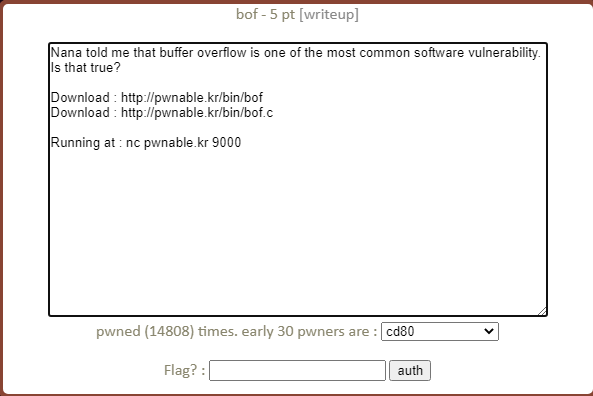 bof - 5 pt [writeup]
Nana told me that buffer overflow is one of the most common software vulnerability.
Is that true?
Download : http://pwnable.kr/bin/bof
Download : http://pwnable.kr/bin/bof.c
Running at : nc pwnable.kr 9000
pwned (14808) times. early 30 pwners are : cd80
Flag? : auth